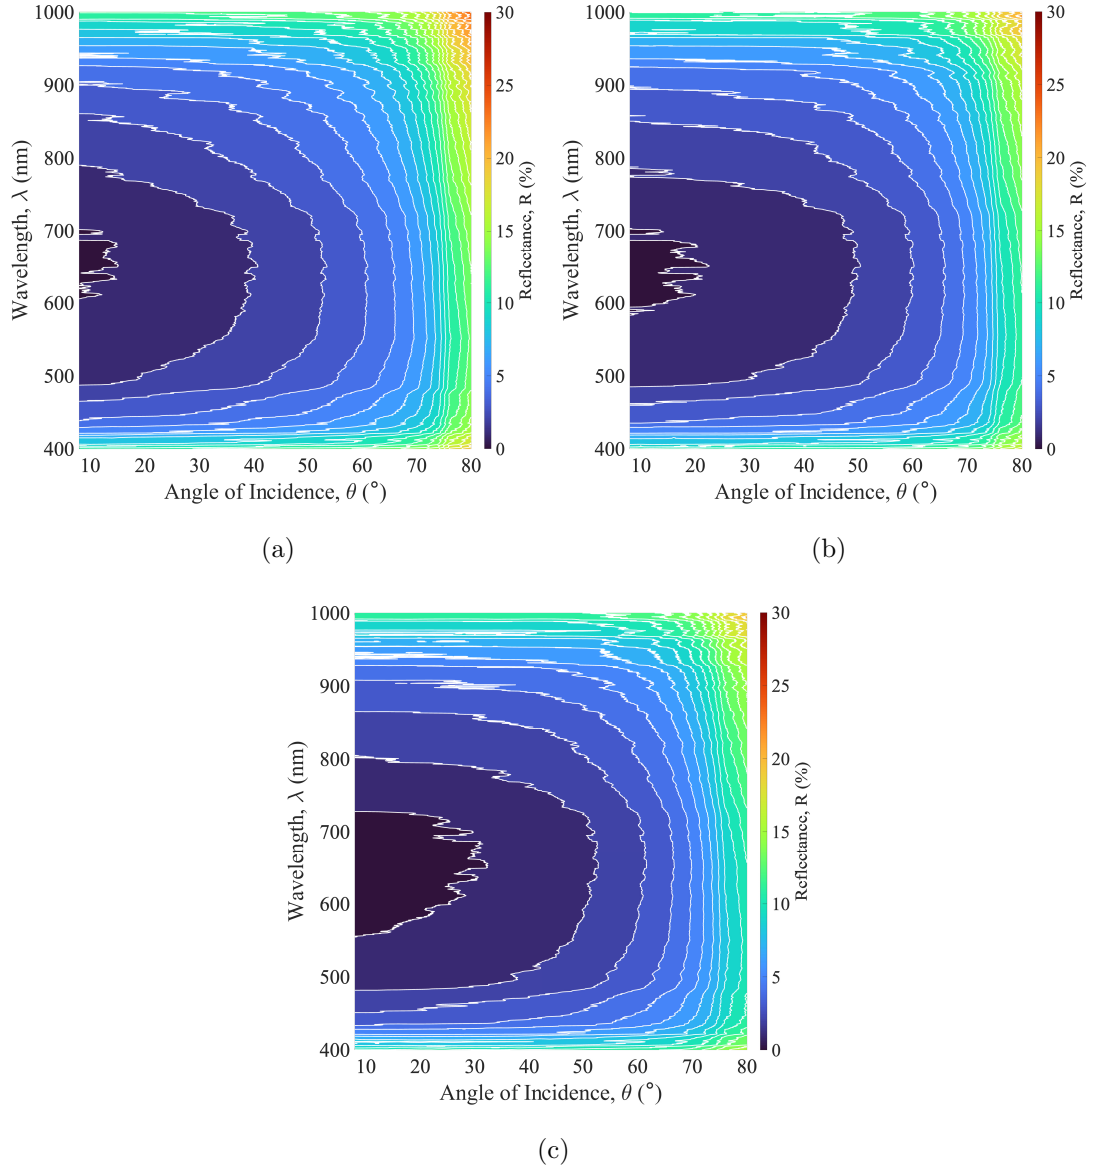 1000
900
800
700
600
500
400
Wavelength, λ (nm)
10 20 30 40 50 60 70 80
Angle of Incidence, θ (°)
30
25
20
15
10
5
0
Reflectance, R (%)
(a)
1000
900
800
700
600
500
400
Wavelength, λ (nm)
10 20 30 40 50 60 70 80
Angle of Incidence, θ (°)
30
25
20
15
10
5
0
Reflectance, R (%)
(b)
1000
900
800
700
600
500
400
Wavelength, λ (nm)
10 20 30 40 50 60 70 80
Angle of Incidence, θ (°)
30
25
20
15
10
5
0
Reflectance, R (%)
(c)